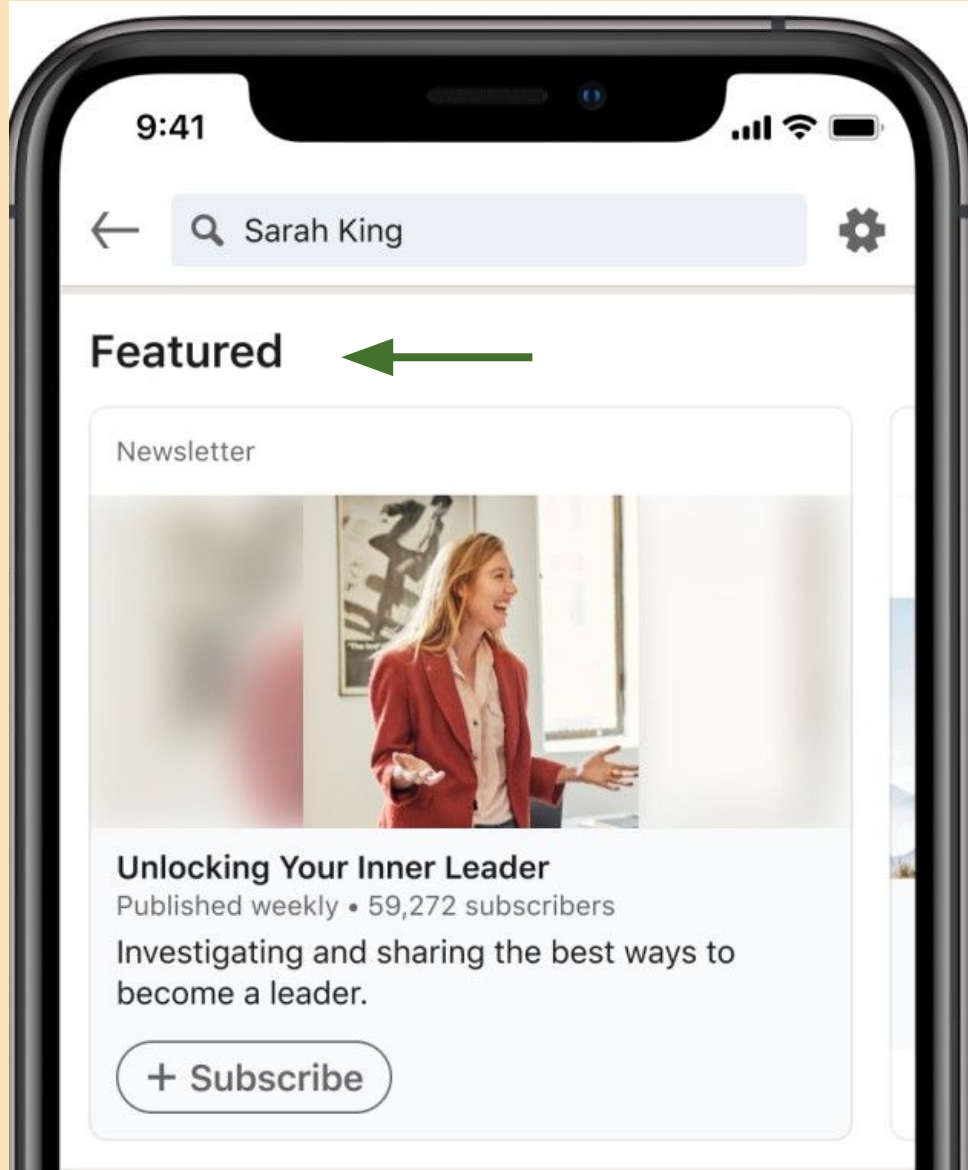 9:41
Sarah King
Featured
Newsletter
Unlocking Your Inner Leader
Published weekly • 59,272 subscribers
Investigating and sharing the best ways to
become a leader.
+ Subscribe